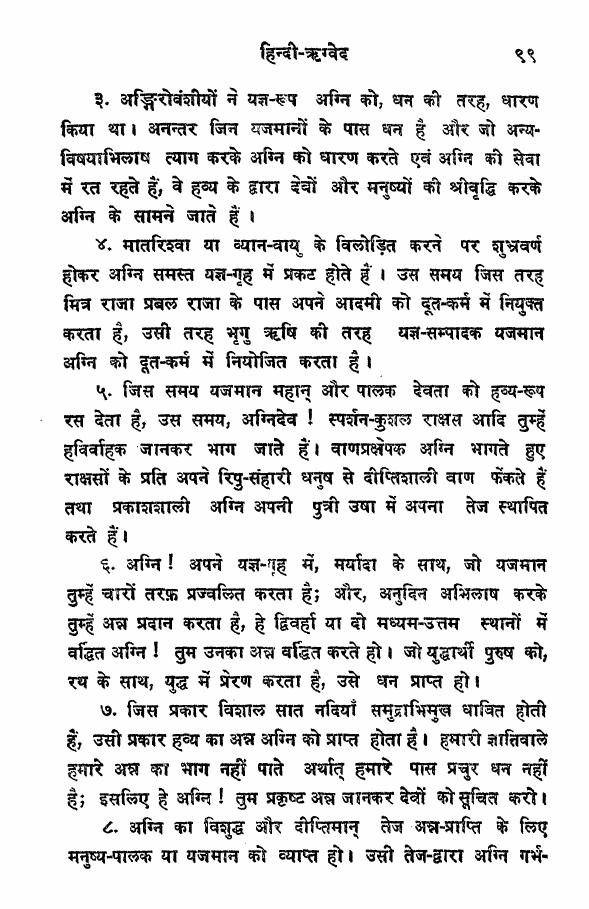 हिन्दी-ऋग्वेद ९९
३. अङ्गिरोवंशीयों ने यज्ञ-रूप अग्नि को, धन की तरह, धारण
किया था। अनन्तर जिन यजमानों के पास धन है और जो अन्य-
विषयाभिलाष त्याग करके अग्नि को धारण करते एवं अग्नि की सेवा
में रत रहते हैं, वे हव्य के द्वारा देवों और मनुष्यों की श्रीवृद्धि करके
अग्नि के सामने जाते हैं।
४. मातरिश्वा या व्यान-वायु के विलोड़ित करने पर शुभ्रवर्ण
होकर अग्नि समस्त यज्ञ-गृह में प्रकट होते हैं। उस समय जिस तरह
मित्र राजा प्रबल राजा के पास अपने आदमी को दूत-कर्म में नियुक्त
करता है, उसी तरह भृगु ऋषि की तरह यज्ञ-सम्पादक यजमान
अग्नि को दूत-कर्म में नियोजित करता है।
५. जिस समय यजमान महान् और पालक देवता को हव्य-रूप
रस देता है, उस समय, अग्निदेव! स्पर्शन-कुशल राक्षस आदि तुम्हें
हविर्वाहक जानकर भाग जाते हैं। वाणप्रक्षेपक अग्नि भागते हुए
राक्षसों के प्रति अपने रिपु-संहारी धनुष से दीप्तिशाली वाण फेंकते हैं
तथा प्रकाशशाली अग्नि अपनी पुत्री उषा में अपना तेज स्थापित
करते हैं।
६. अग्नि! अपने यज्ञ-गृह में, मर्यादा के साथ, जो यजमान
तुम्हें चारों तरफ़ प्रज्वलित करता है; और, अनुदिन अभिलाष करके
तुम्हें अन्न प्रदान करता है, हे द्विवर्हा या दो मध्यम-उत्तम स्थानों में
वर्द्धित अग्नि! तुम उनका अन्न वर्द्धित करते हो। जो युद्धार्थी पुरुष को,
रथ के साथ, युद्ध में प्रेरण करता है, उसे धन प्राप्त हो।
७. जिस प्रकार विशाल सात नदियाँ समुद्राभिमुख धावित होती
हैं, उसी प्रकार हव्य का अन्न अग्नि को प्राप्त होता है। हमारी ज्ञातिवाले
हमारे अन्न का भाग नहीं पाते अर्थात् हमारे पास प्रचुर धन नहीं
है; इसलिए हे अग्नि! तुम प्रकृष्ट अन्न जानकर देवों को सूचित करो।
८. अग्नि का विशुद्ध और दीप्तिमान् तेज अन्न-प्राप्ति के लिए
मनुष्य-पालक या यजमान को व्याप्त हो। उसी तेज-द्वारा अग्नि गर्भ-